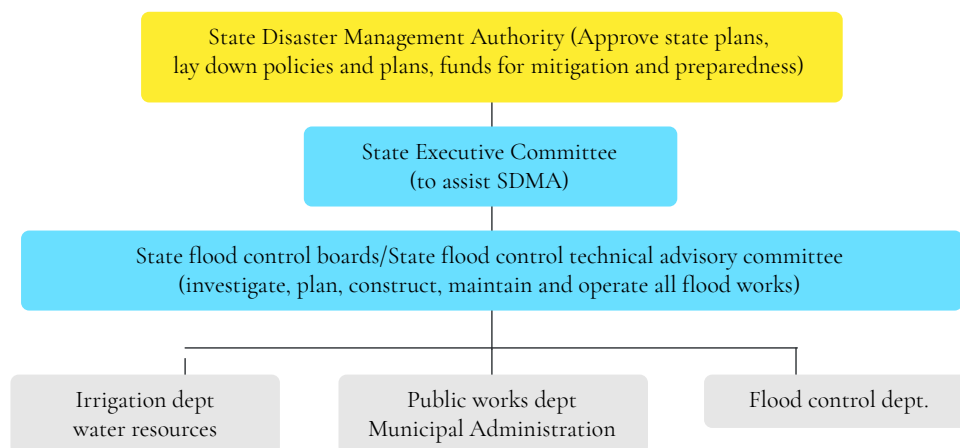 State Disaster Management Authority (Approve state plans,
lay down policies and plans, funds for mitigation and preparedness)
State Executive Committee
(to assist SDMA)
State flood control boards/State flood control technical advisory committee
(investigate, plan, construct, maintain and operate all flood works)
Irrigation dept
water resources
Public works dept
Municipal Administration
Flood control dept.